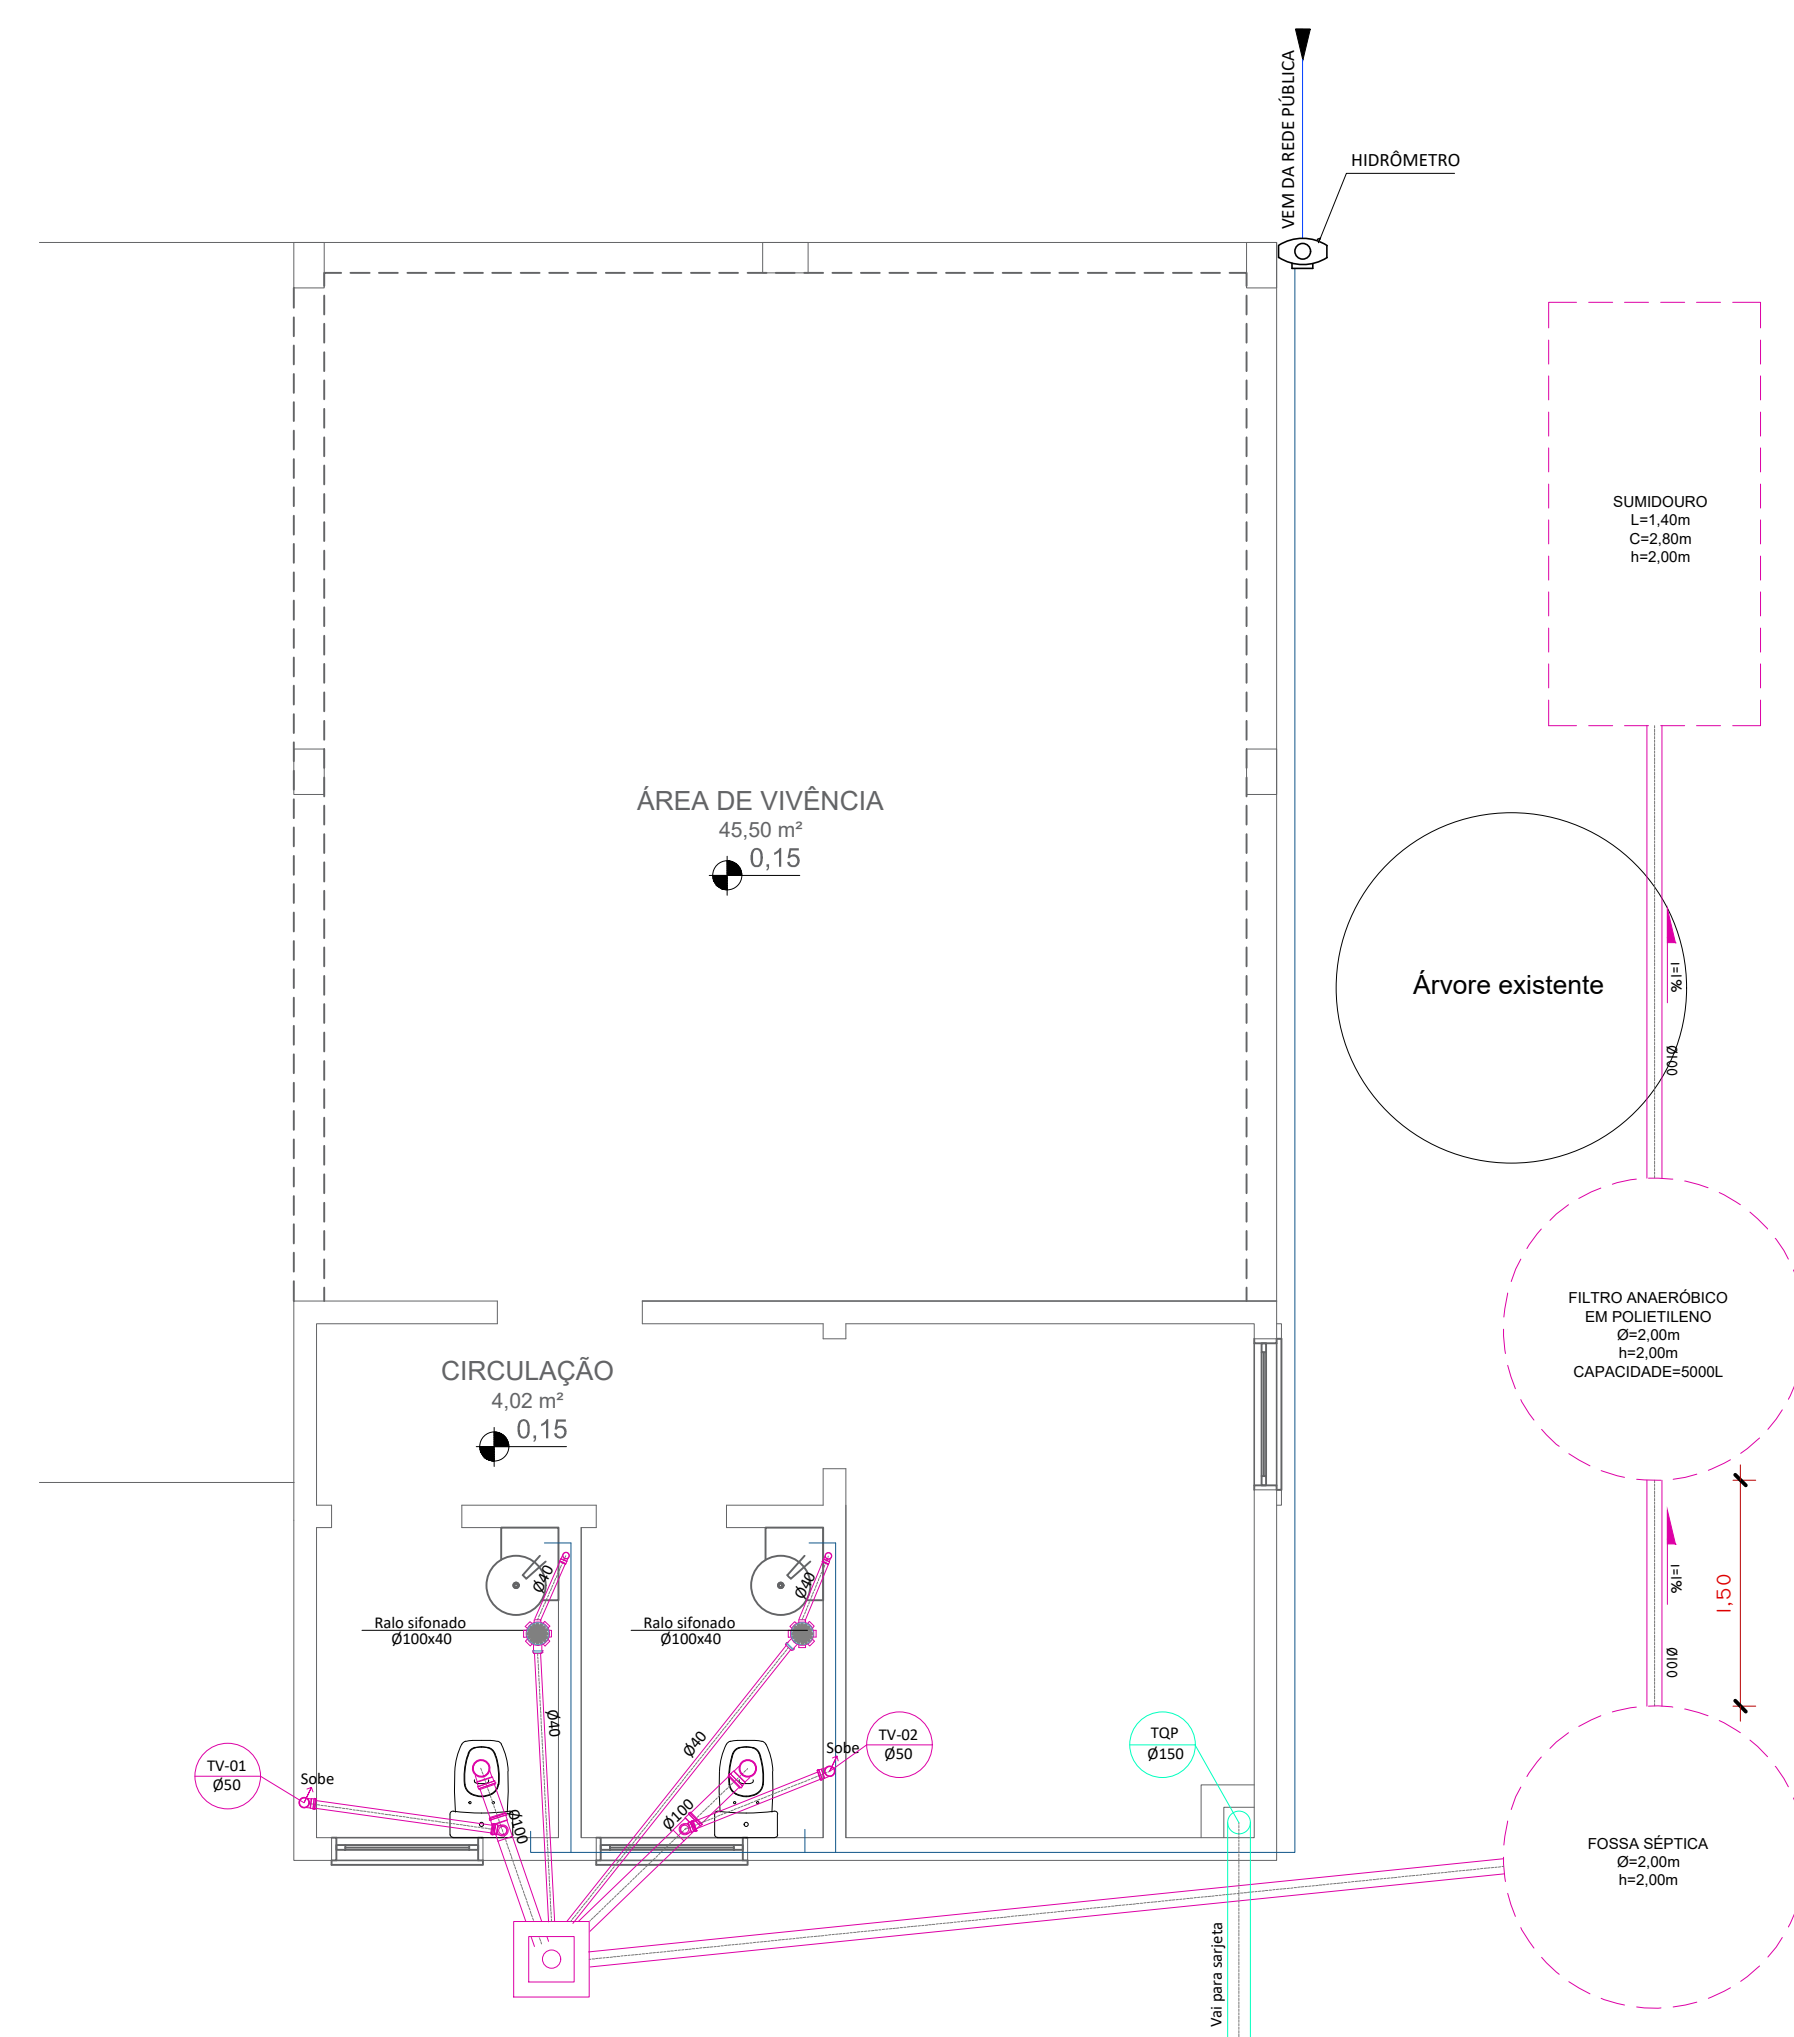 VEM DA REDE PÚBLICA
HIDRÔMETRO
SUMIDOURO
L=1,40m
C=2,80m
h=2,00m
ÁREA DE VIVÊNCIA
45,50 m²
0,15
Árvore existente
I=1%
Ø100
FILTRO ANAERÓBICO
EM POLIETILENO
Ø=2,00m
h=2,00m
CAPACIDADE=5000L
CIRCULAÇÃO
4,02 m²
0,15
I=1%
1,50
Ø100
Ø40
Ø40
Ralo sifonado
Ø100x40
Ralo sifonado
Ø100x40
Ø40
Ø40
TV-01
Ø50
Sobe
Sobe
TV-02
Ø50
TQP
Ø150
Ø100
Ø100
FOSSA SÉPTICA
Ø=2,00m
h=2,00m
Vai para sarjeta